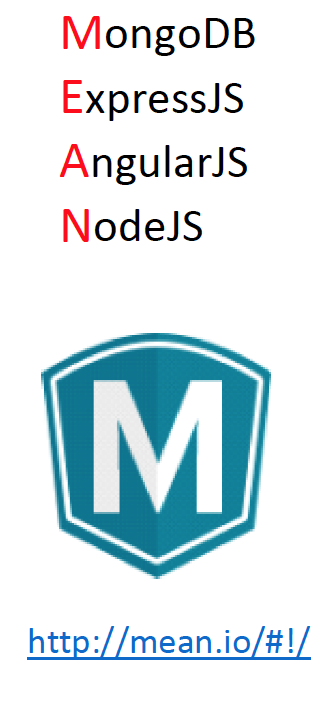 MongoDB
ExpressJS
AngularJS
NodeJS
M
http://mean.io/#!/